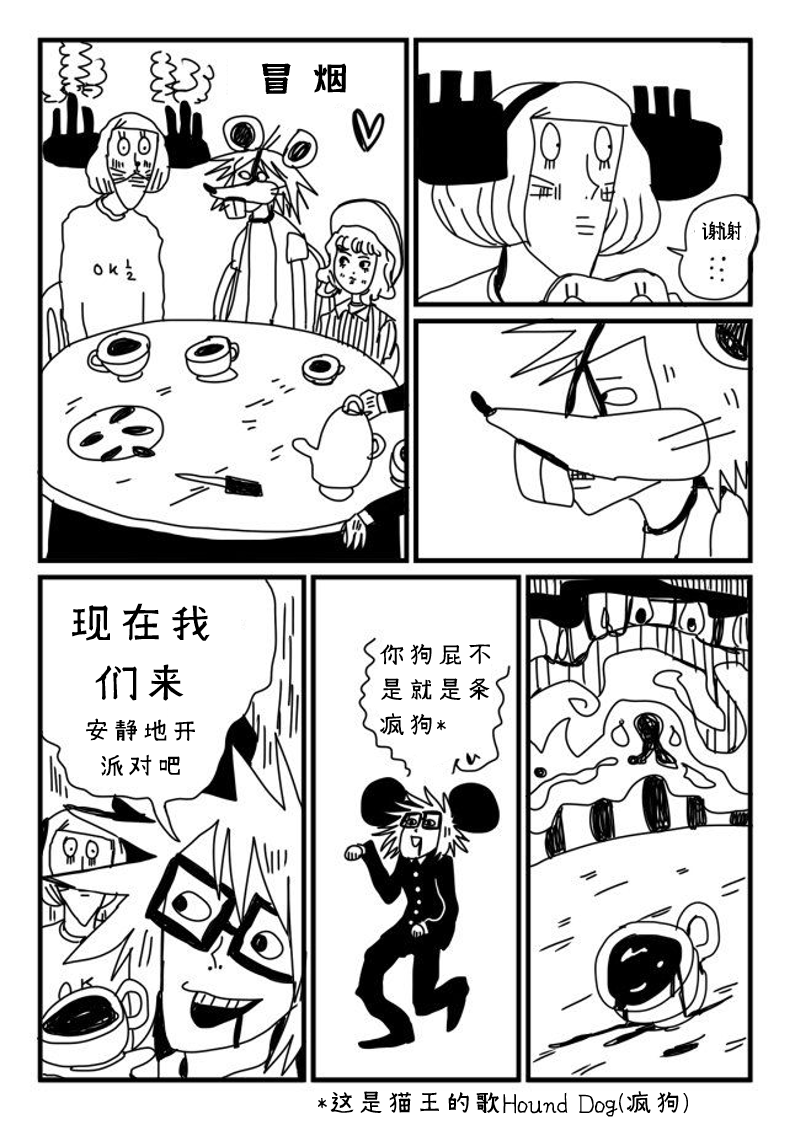 冒烟
OK½
谢谢
……
现在我
们来
安静地开
派对吧
OK
你狗屁不
是就是条
疯狗*
*这是猫王的歌Hound Dog(疯狗)